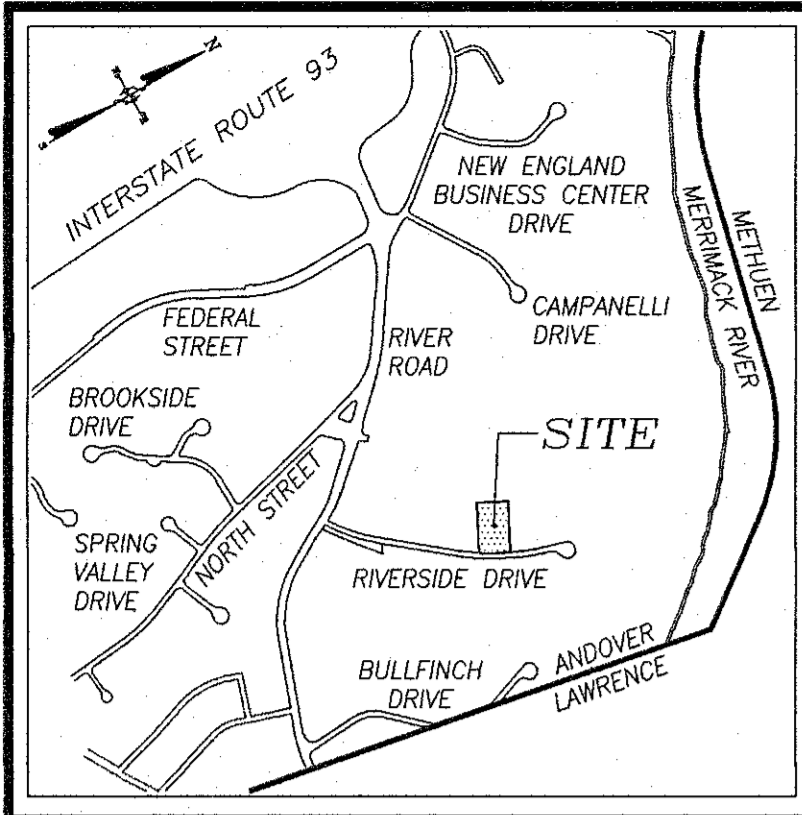 N
S
INTERSTATE ROUTE 93
NEW ENGLAND
BUSINESS CENTER
DRIVE
METHUEN
MERRIMACK RIVER
CAMPANELLI
DRIVE
FEDERAL
STREET
RIVER
ROAD
BROOKSIDE
DRIVE
SITE
NORTH STREET
SPRING
VALLEY
DRIVE
RIVERSIDE DRIVE
BULLFINCH
DRIVE
ANDOVER
LAWRENCE